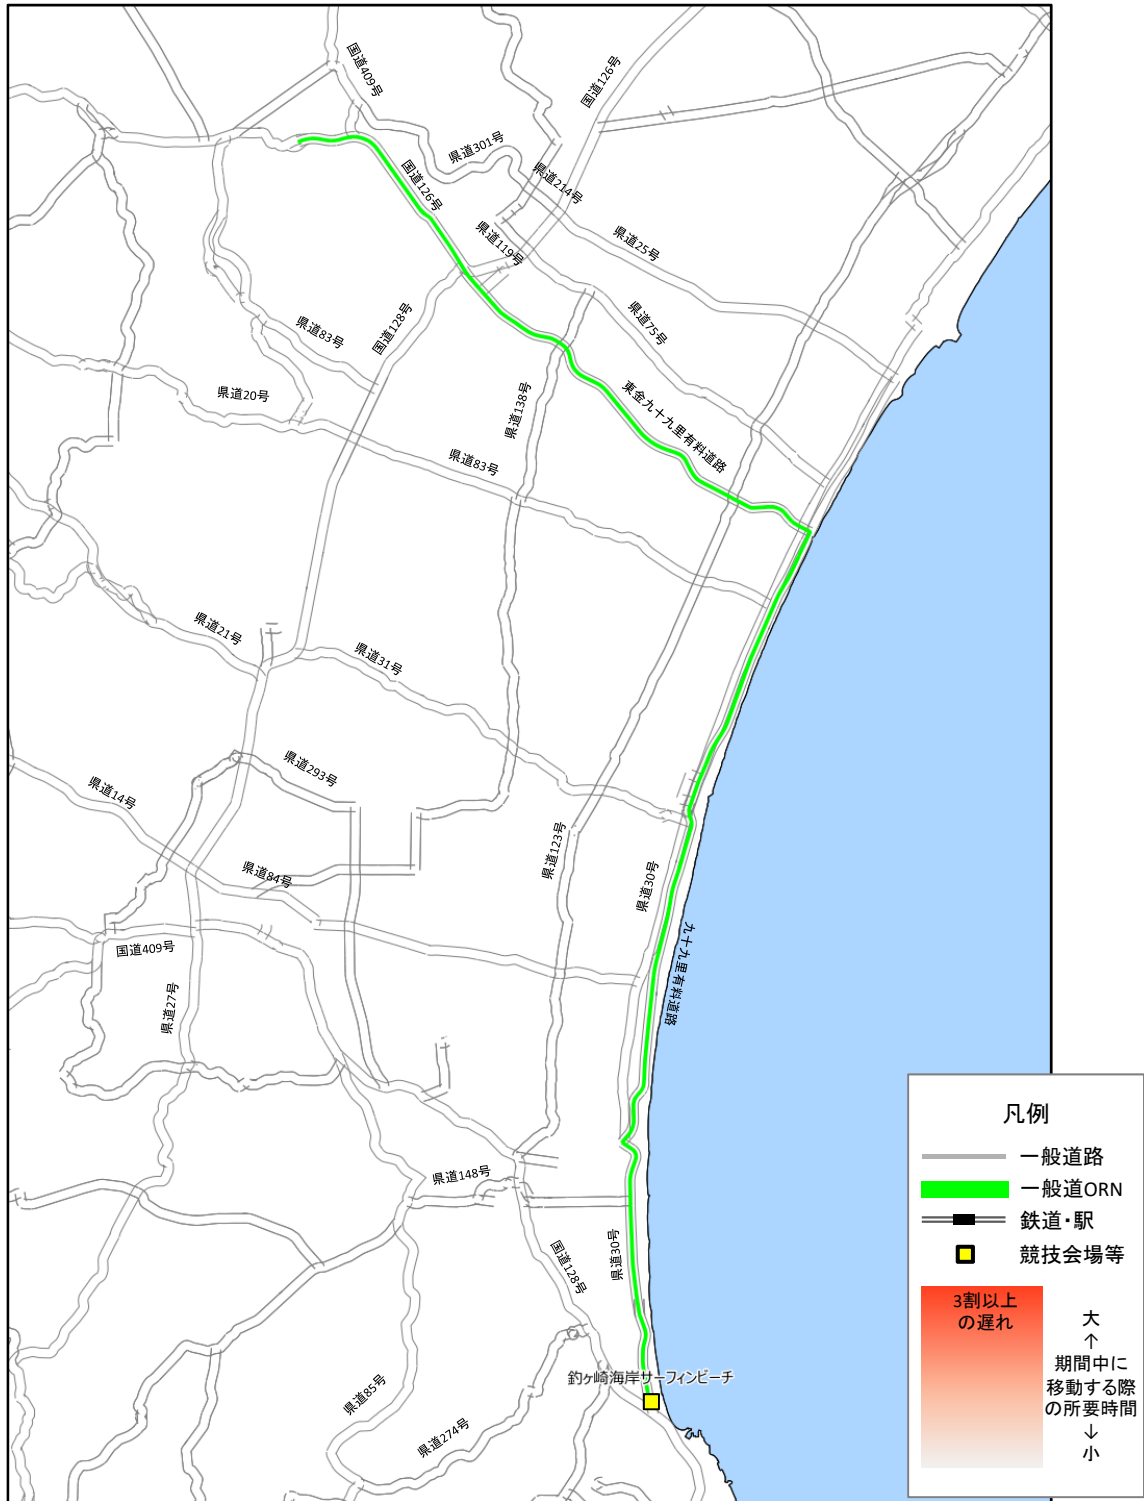 国道409号
国道126号
県道301号
国道126号
県道214号
県道119号
県道25号
県道75号
国道128号
県道83号
県道20号
県道138号
東金九十九里有料道路
県道83号
県道21号
県道31号
県道293号
県道14号
県道123号
県道84号
県道30号
国道409号
九十九里有料道路
県道27号
県道148号
県道30号
国道128号
釣ヶ崎海岸サーフィンビーチ
県道85号
県道274号
凡例
一般道路
一般道ORN
鉄道・駅
競技会場等
3割以上
の遅れ
大
↑
期間中に
移動する際
の所要時間
↓
小